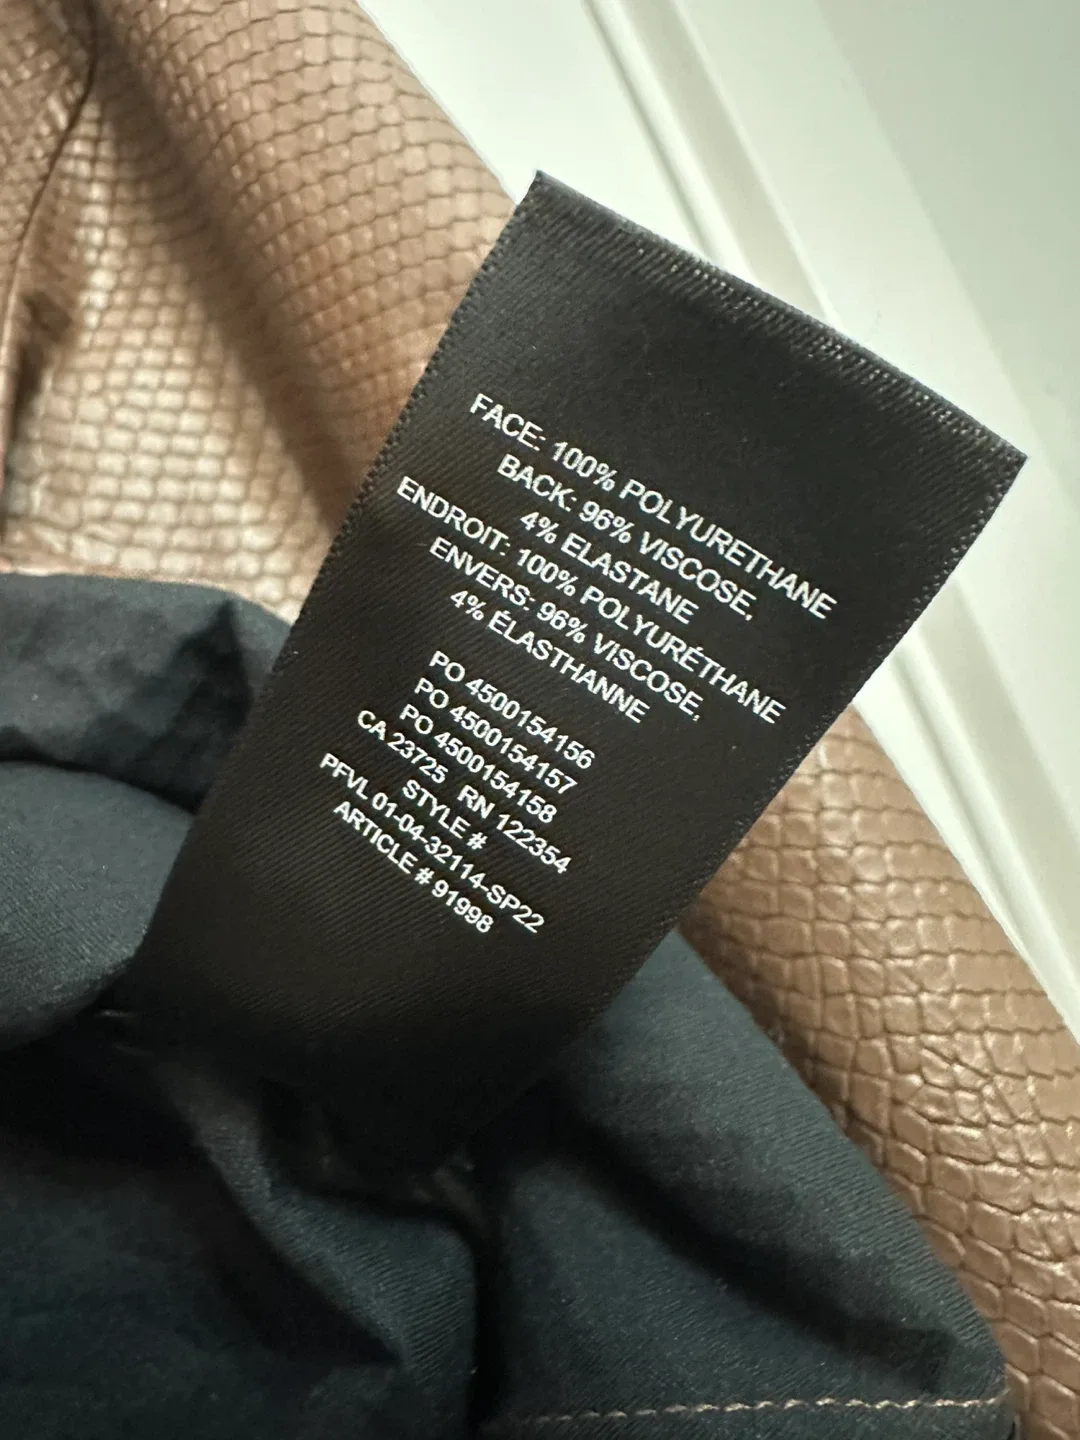 FACE: 100% POLYURETHANE
BACK: 96% VISCOSE,
4% ELASTANE
ENDROIT: 100% POLYURÉTHANE
ENVERS: 96% VISCOSE,
4% ÉLASTHANNE
PO 4500154156
PO 4500154157
PO 4500154158
CA 23725 RN 122354
STYLE #
PFVL 01-04-32114-SP22
ARTICLE # 91998